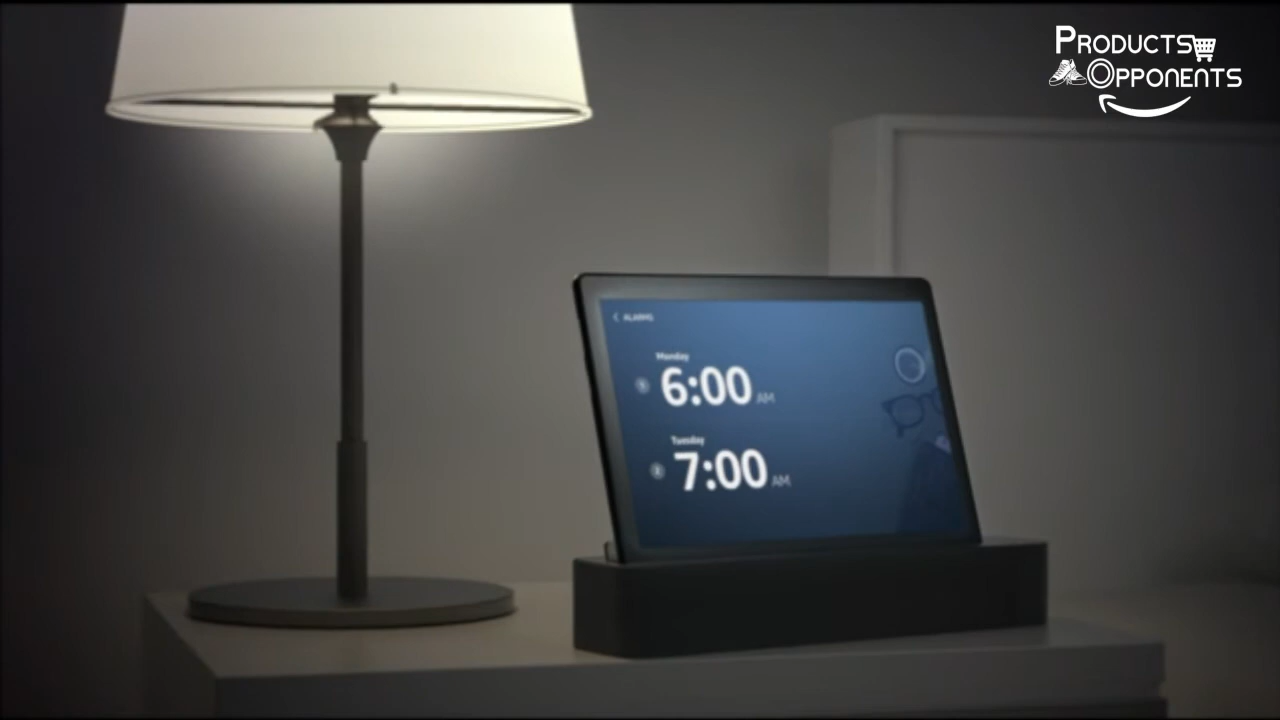 PRODUCTS
OPPONENTS
< ALARMS
Monday
6:00 AM
Tuesday
7:00 AM